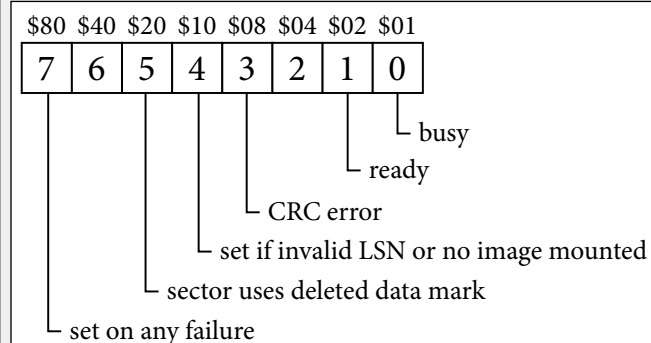 $80 $40 $20 $10 $08 $04 $02 $01
7 6 5 4 3 2 1 0
busy
ready
CRC error
set if invalid LSN or no image mounted
sector uses deleted data mark
set on any failure